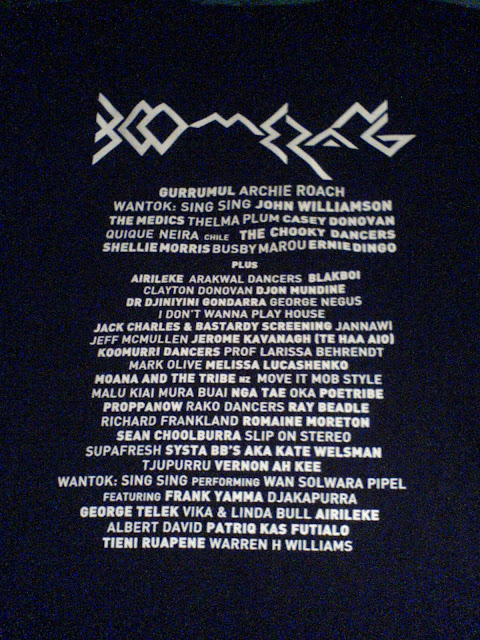 BOOMERANG
GURRUMUL ARCHIE ROACH
WANTOK: SING SING JOHN WILLIAMSON
THE MEDICS THELMA PLUM CASEY DONOVAN
QUIQUE NEIRA CHILE THE CHOOKY DANCERS
SHELLIE MORRIS BUSBY MAROU ERNIE DINGO
PLUS
AIRILEKE ARAKWAL DANCERS BLAKBOI
CLAYTON DONOVAN DJON MUNDINE
DR DJINIYINI GONDARRA GEORGE NEGUS
I DON'T WANNA PLAY HOUSE
JACK CHARLES & BASTARDY SCREENING JANNAWI
JEFF MCMULLEN JEROME KAVANAGH (TE HAA AIO)
KOOMURRI DANCERS PROF LARISSA BEHRENDT
MARK OLIVE MELISSA LUCASHENKO
MOANA AND THE TRIBE NZ MOVE IT MOB STYLE
MALU KIAI MURA BUAI NGA TAE OKA POETRIBE
PROPPANOW RAKO DANCERS RAY BEADLE
RICHARD FRANKLAND ROMAINE MORETON
SEAN CHOOLBURRA SLIP ON STEREO
SUPAFRESH SYSTA BB'S AKA KATE WELSMAN
TJUPURRU VERNON AH KEE
WANTOK: SING SING PERFORMING WAN SOLWARA PIPEL
FEATURING FRANK YAMMA DJAKAPURRA
GEORGE TELEK VIKA & LINDA BULL AIRILEKE
ALBERT DAVID PATRIQ KAS FUTIALO
TIENI RUAPENE WARREN H WILLIAMS